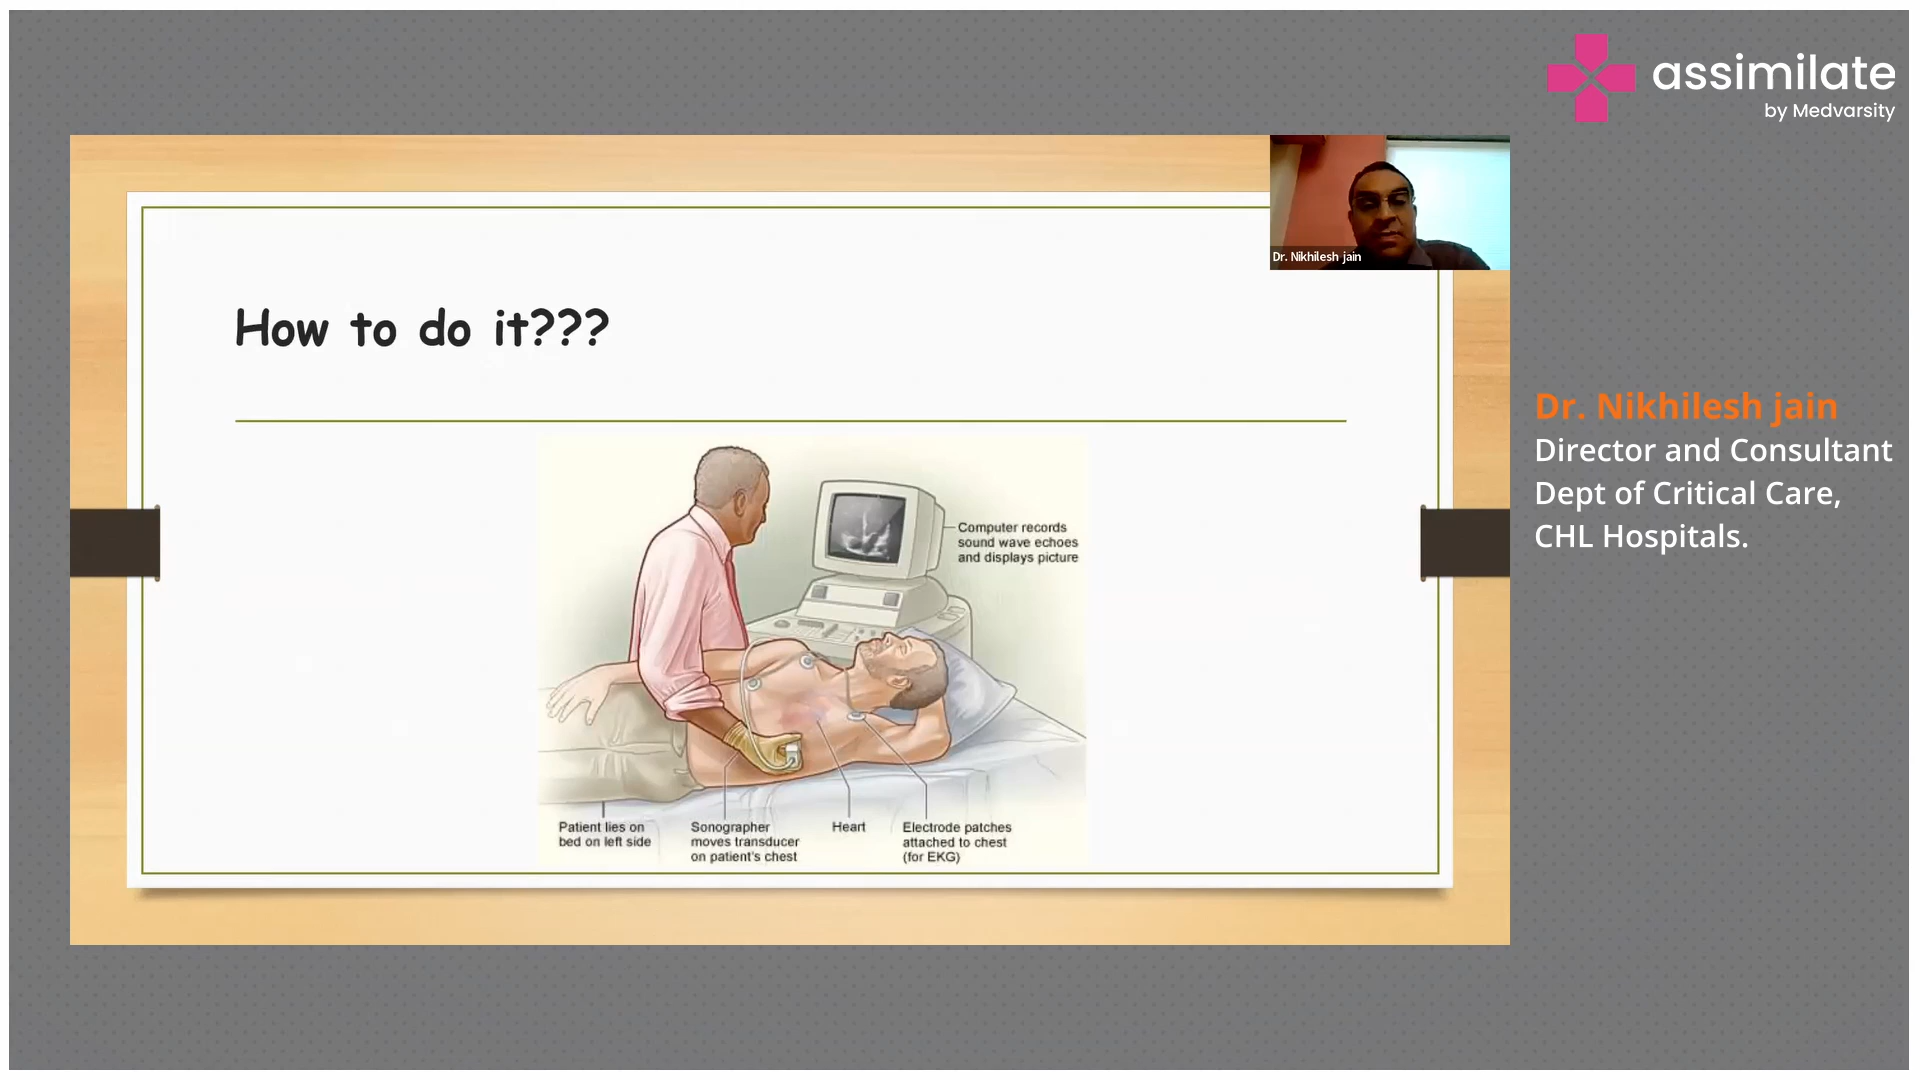 assimilate
by Medvarsity
Dr. Nikhilesh jain
How to do it???
Computer records
sound wave echoes
and displays picture
Patient lies on
bed on left side
Sonographer
moves transducer
on patient's chest
Heart
Electrode patches
attached to chest
(for EKG)
Dr. Nikhilesh jain
Director and Consultant
Dept of Critical Care,
CHL Hospitals.